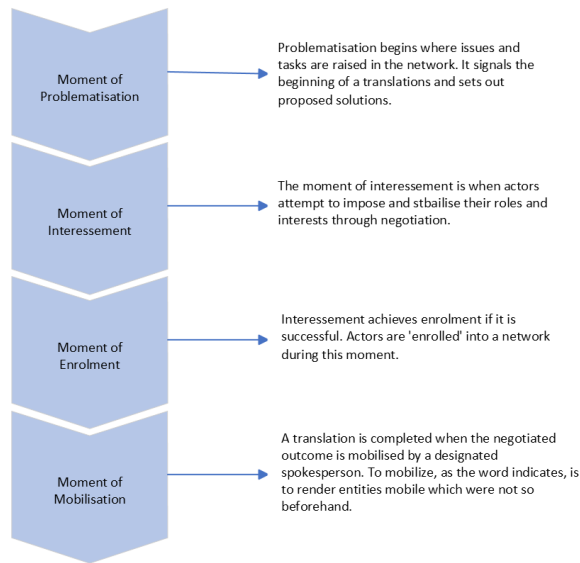 Moment of
Problematisation
Problematisation begins where issues and
tasks are raised in the network. It signals the
beginning of a translations and sets out
proposed solutions.
Moment of
Interessement
The moment of interessement is when actors
attempt to impose and stbailise their roles and
interests through negotiation.
Moment of
Enrolment
Interessement achieves enrolment if it is
successful. Actors are 'enrolled' into a network
during this moment.
Moment of
Mobilisation
A translation is completed when the negotiated
outcome is mobilised by a designated
spokesperson. To mobilize, as the word indicates, is
to render entities mobile which were not so
beforehand.